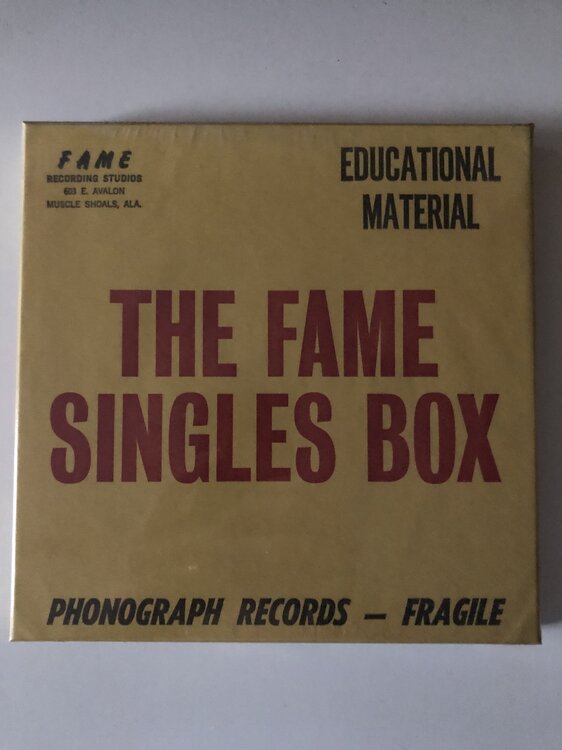 FAME
RECORDING STUDIOS
603 E. AVALON
MUSCLE SHOALS, ALA.
EDUCATIONAL
MATERIAL
THE FAME
SINGLES BOX
PHONOGRAPH RECORDS — FRAGILE